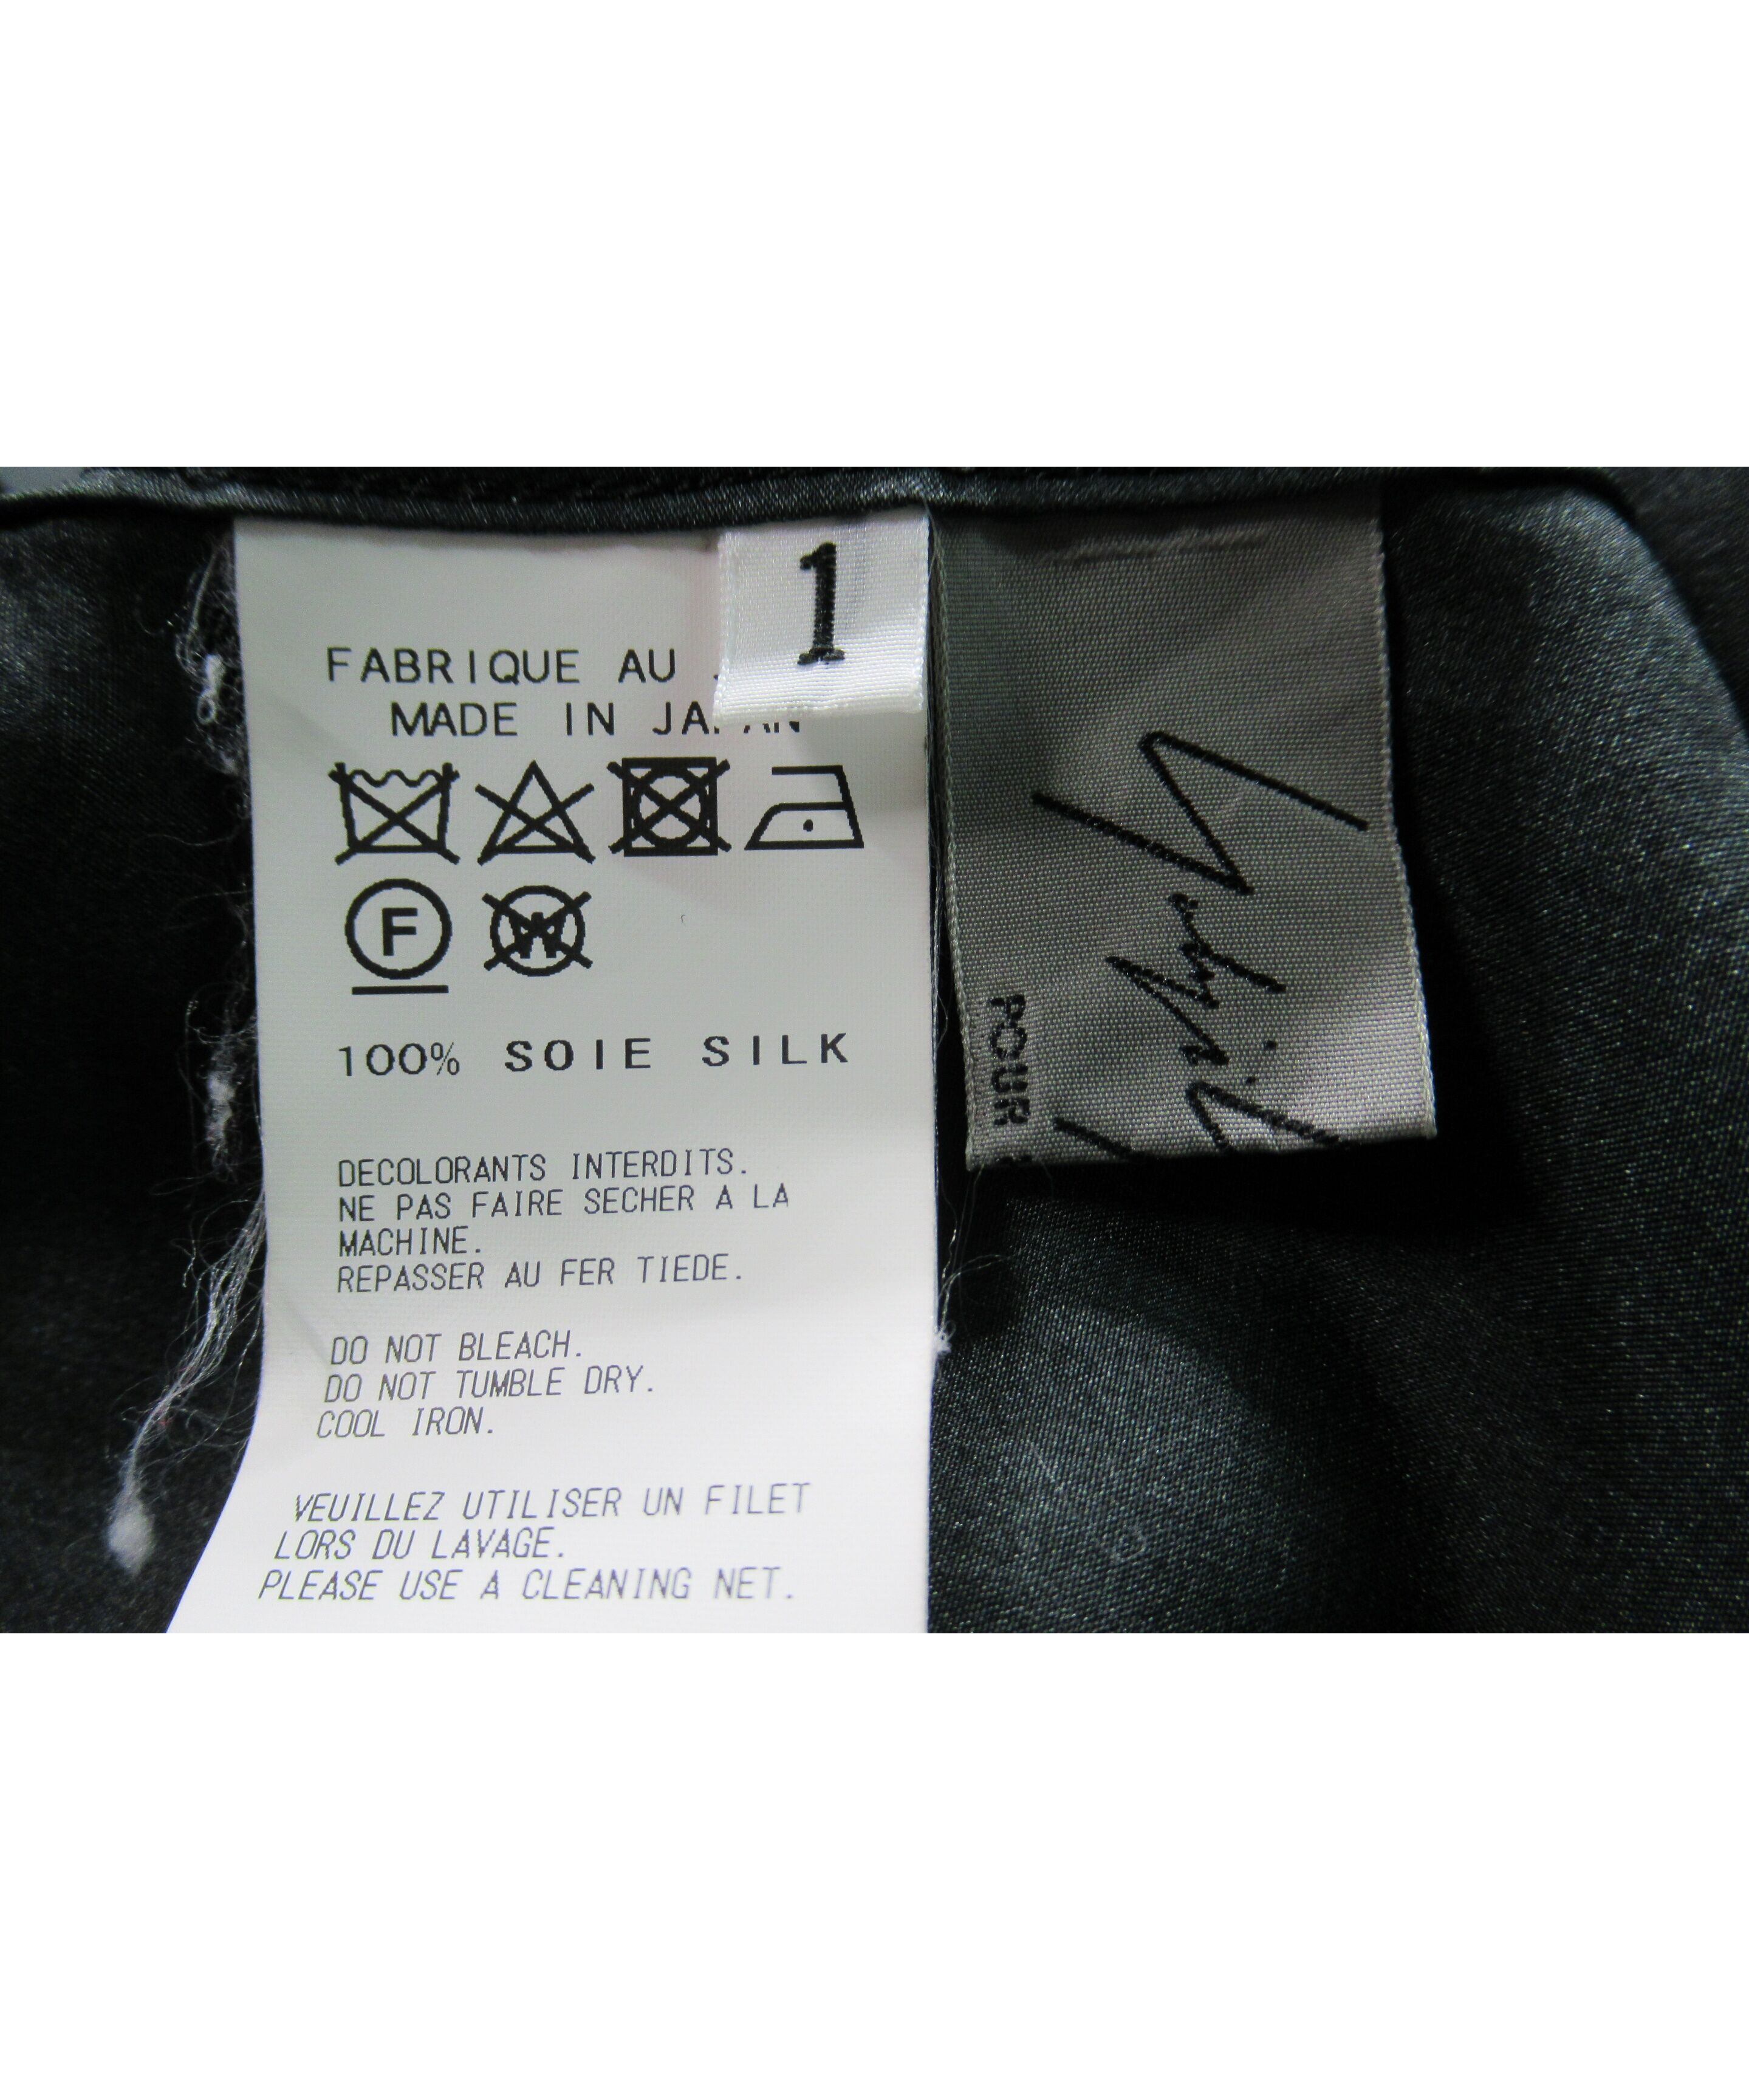 1
FABRIQUE AU
MADE IN JAPAN
F
W
100% SOIE SILK
DECOLORANTS INTERDITS.
NE PAS FAIRE SECHER A LA
MACHINE.
REPASSER AU FER TIEDE.
DO NOT BLEACH.
DO NOT TUMBLE DRY.
COOL IRON.
VEUILLEZ UTILISER UN FILET
LORS DU LAVAGE.
PLEASE USE A CLEANING NET.
POUR